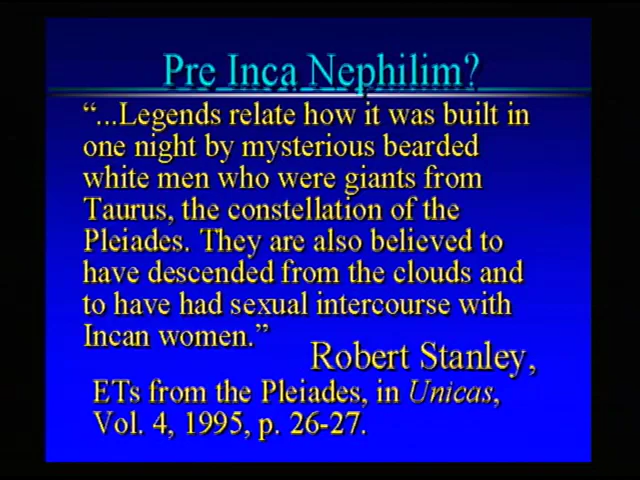 Pre Inca Nephilim?
“...Legends relate how it was built in
one night by mysterious bearded
white men who were giants from
Taurus, the constellation of the
Pleiades. They are also believed to
have descended from the clouds and
to have had sexual intercourse with
Incan women.”
Robert Stanley,
ETs from the Pleiades, in Unicas,
Vol. 4, 1995, p. 26-27.